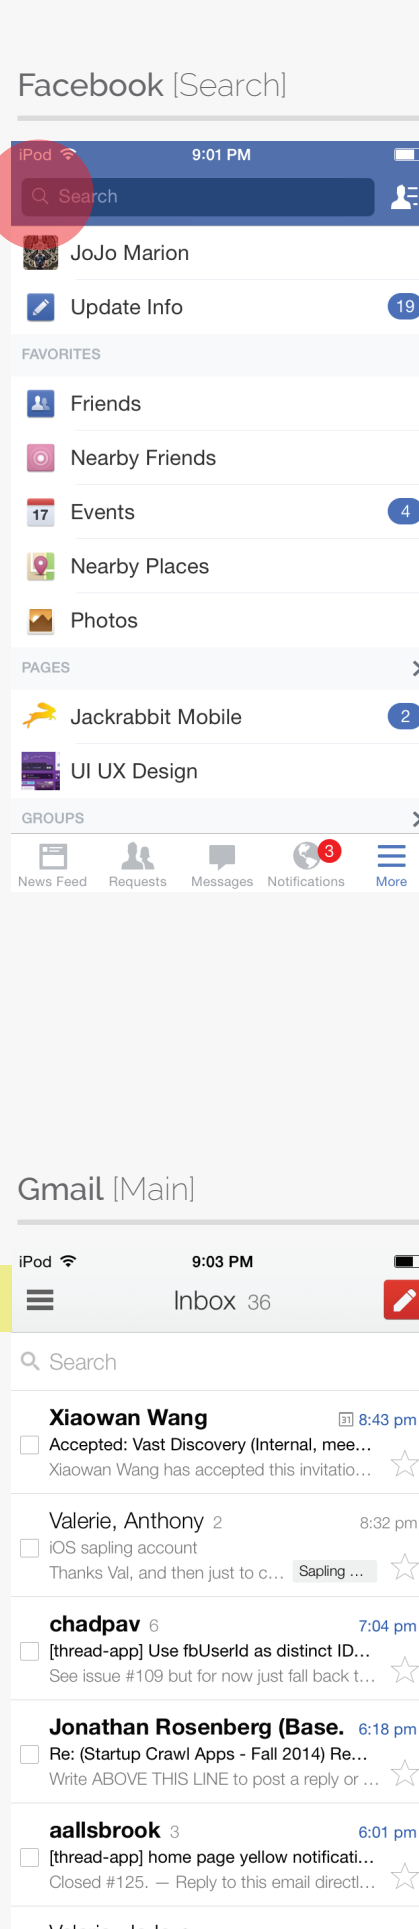 Facebook [Search]
iPod 9:01 PM
Search
JoJo Marion
Update Info 19
FAVORITES
Friends
Nearby Friends
17 Events 4
Nearby Places
Photos
PAGES
Jackrabbit Mobile 2
UI UX Design
GROUPS
3
News Feed Requests Messages Notifications More
Gmail [Main]
iPod 9:03 PM
Inbox 36
Search
Xiaowan Wang 31 8:43 pm
Accepted: Vast Discovery (Internal, mee...
Xiaowan Wang has accepted this invitatio...
Valerie, Anthony 2 8:32 pm
iOS sapling account
Thanks Val, and then just to c... Sapling ...
chadpav 6 7:04 pm
[thread-app] Use fbUserId as distinct ID...
See issue #109 but for now just fall back t...
Jonathan Rosenberg (Base. 6:18 pm
Re: (Startup Crawl Apps - Fall 2014) Re...
Write ABOVE THIS LINE to post a reply or ...
aallsbrook 3 6:01 pm
[thread-app] home page yellow notificati...
Closed #125. — Reply to this email directl...